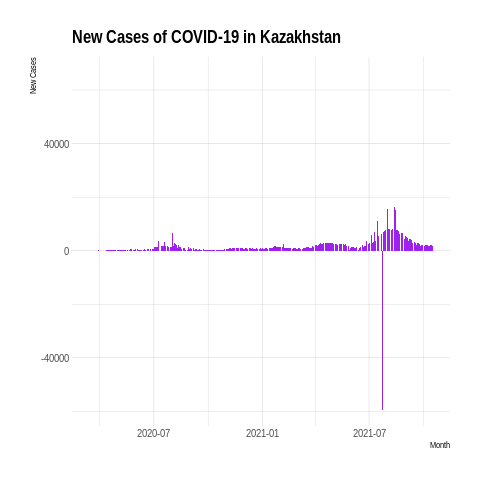 New Cases of COVID-19 in Kazakhstan
New Cases
40000
0
-40000
2020-07
2021-01
2021-07
Month